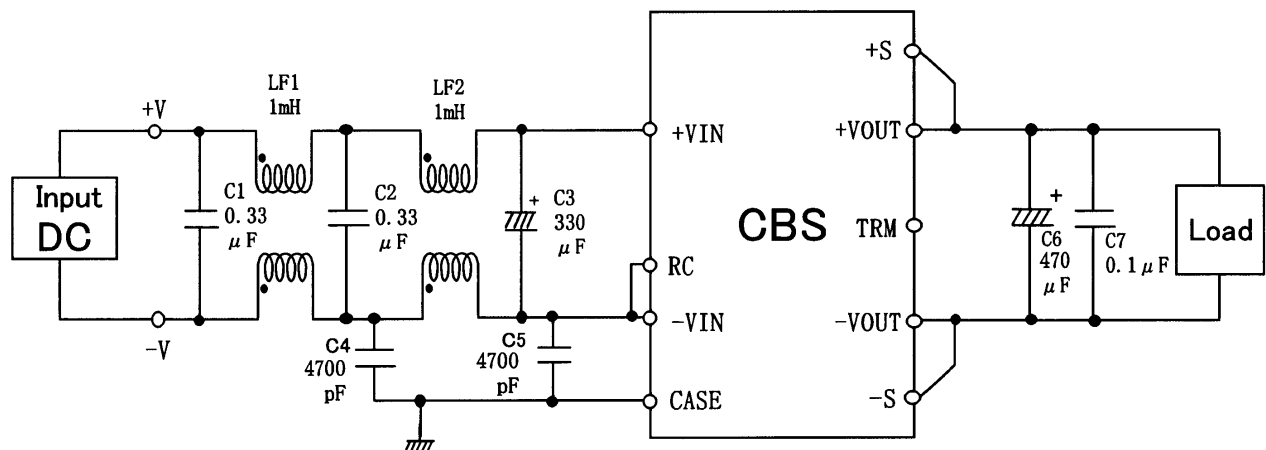 LF1
1mH
LF2
1mH
+V
-V
Input
DC
C1
0.33
μF
C2
0.33
μF
+
C3
330
μF
C4
4700
pF
C5
4700
pF
+VIN
RC
-VIN
CASE
CBS
+S
+VOUT
TRM
-VOUT
-S
+
C6
470
μF
C7
0.1μF
Load